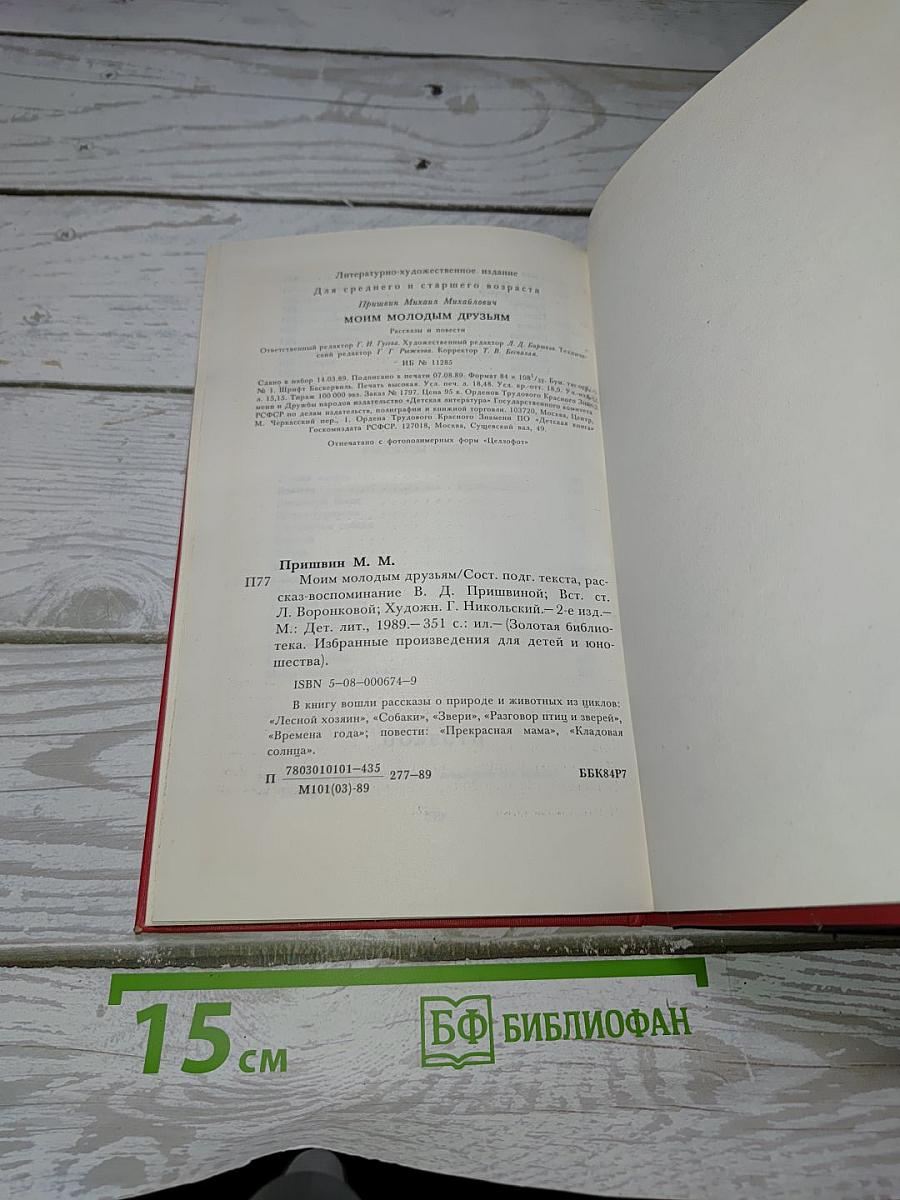 Литературно-художественное издание
Для среднего и старшего возраста
Пришвин Михаил Михайлович
МОИМ МОЛОДЫМ ДРУЗЬЯМ
Рассказы и повести
Ответственный редактор Г. И. Гусева. Художественный редактор Л. Д. Бирюков. Техничес-
ский редактор Г. Г. Рыжкова. Корректор Т. В. Беспалая.
ИБ № 11285
Сдано в набор 14.03.89. Подписано в печати 07.08.89. Формат 84 х 108 1/32. Бум.
№ 1. Шрифт Баскервиль. Печать высокая. Усл. печ. л. 18,48. Усл. кр.-отт. 18,9.
л. 15,15. Тираж 100 000 экз. Заказ № 1797. Цена 95 к. Орденов Трудового Красного Знамени
мени и Дружбы народов издательство «Детская литература» Государственного комитета
РСФСР по делам издательств, полиграфии и книжной торговли. 103720, Москва, Центр,
М. Черкасский пер., 1. Ордена Трудового Красного Знамени ПО «Детская книга»
Госкомиздата РСФСР. 127018, Москва, Сущевский вал, 49.
Отпечатано с фотополимерных форм «Целлофот»
Пришвин М. М.
П77 Моим молодым друзьям/Сост. подг. текста, рас-
сказ-воспоминание В. Д. Пришвиной; Вст. ст.
Л. Воронковой; Художн. Г. Никольский.—2-е изд.—
М.: Дет. лит., 1989.—351 с.: ил.—(Золотая библио-
тека. Избранные произведения для детей и юно-
шества).
ISBN 5—08—000674—9
В книгу вошли рассказы о природе и животных из циклов:
«Лесной хозяин», «Собаки», «Звери», «Разговор птиц и зверей»,
«Времена года»; повести: «Прекрасная мама», «Кладовая
солнца».
П 7803010101—435 277—89 ББК84Р7
М101(03)-89
15 см БФ БИБЛИОФАН